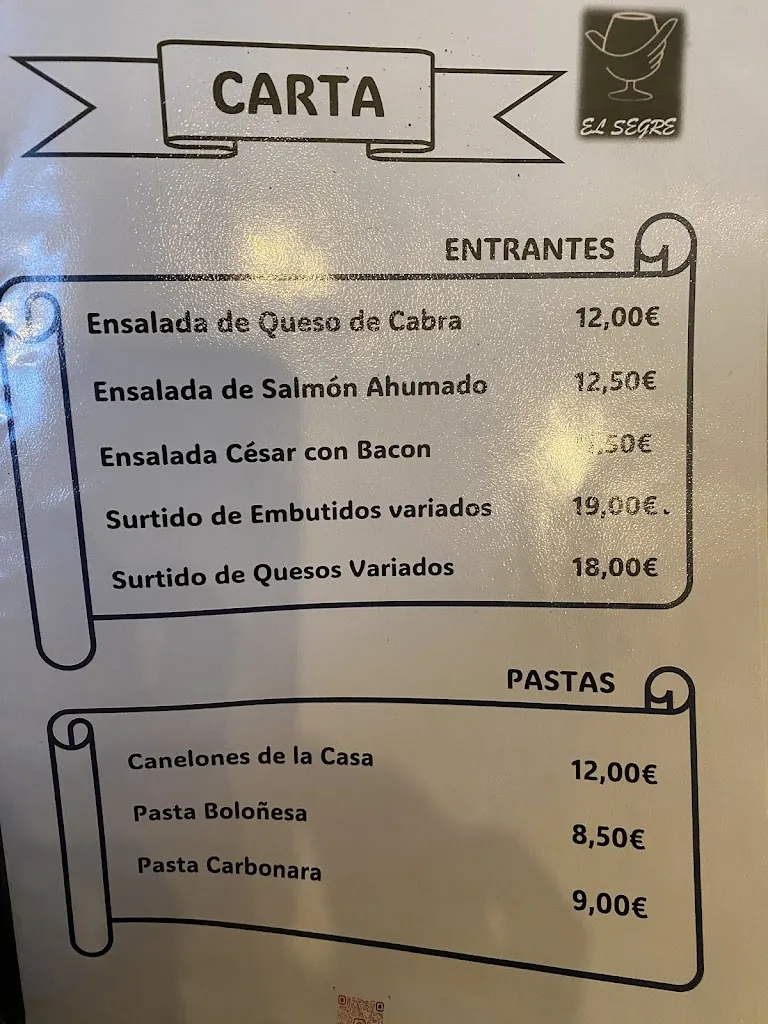 CARTA
EL SEGRE
ENTRANTES
Ensalada de Queso de Cabra 12,00€
Ensalada de Salmón Ahumado 12,50€
Ensalada César con Bacon
Surtido de Embutidos variados 19,00€.
Surtido de Quesos Variados 18,00€
PASTAS
Canelones de la Casa 12,00€
Pasta Boloñesa 8,50€
Pasta Carbonara 9,00€